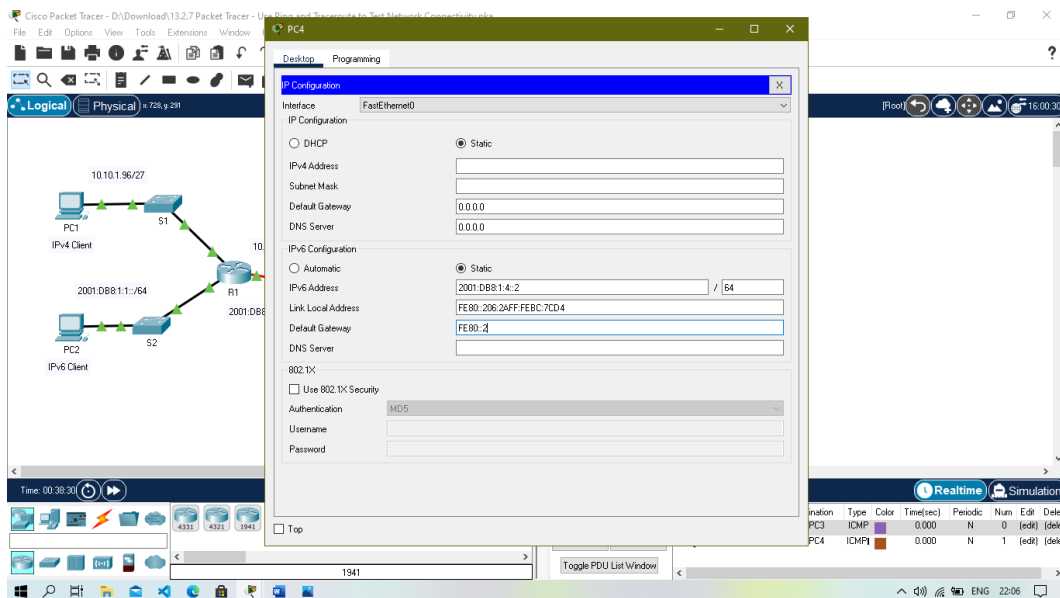 Cisco Packet Tracer - D:\Download\13.2.7 Packet Tracer - Use Ping and Traceroute to Test Network Connectivity.pka
File Edit Options View Tools Extensions Window
PC4
Desktop Programming
IP Configuration X
Interface FastEthernet0
IP Configuration
DHCP Static
IPv4 Address
Subnet Mask
Default Gateway 0.0.0.0
DNS Server 0.0.0.0
IPv6 Configuration
Automatic Static
IPv6 Address 2001:DB8:1:4::2 / 64
Link Local Address FE80::206:2AFF:FEBC:7CD4
Default Gateway FE80::2
DNS Server
802.1X
Use 802.1X Security
Authentication MD5
Username
Password
Top
?
Logical Physical x: 728, y: 291
[Root] 16:00:30
10.10.1.96/27
PC1
S1
IPv4 Client
10.
R1
2001:DB8:1:1::/64
2001:DB8
PC2
S2
IPv6 Client
Time: 00:38:30
Realtime Simulation
4331 4321 1941
1941
Toggle PDU List Window
ination Type Color Time(sec) Periodic Num Edit Dele
PC3 ICMP 0.000 N 0 (edit) (dele
PC4 ICMP 0.000 N 1 (edit) (dele
ENG 22:06